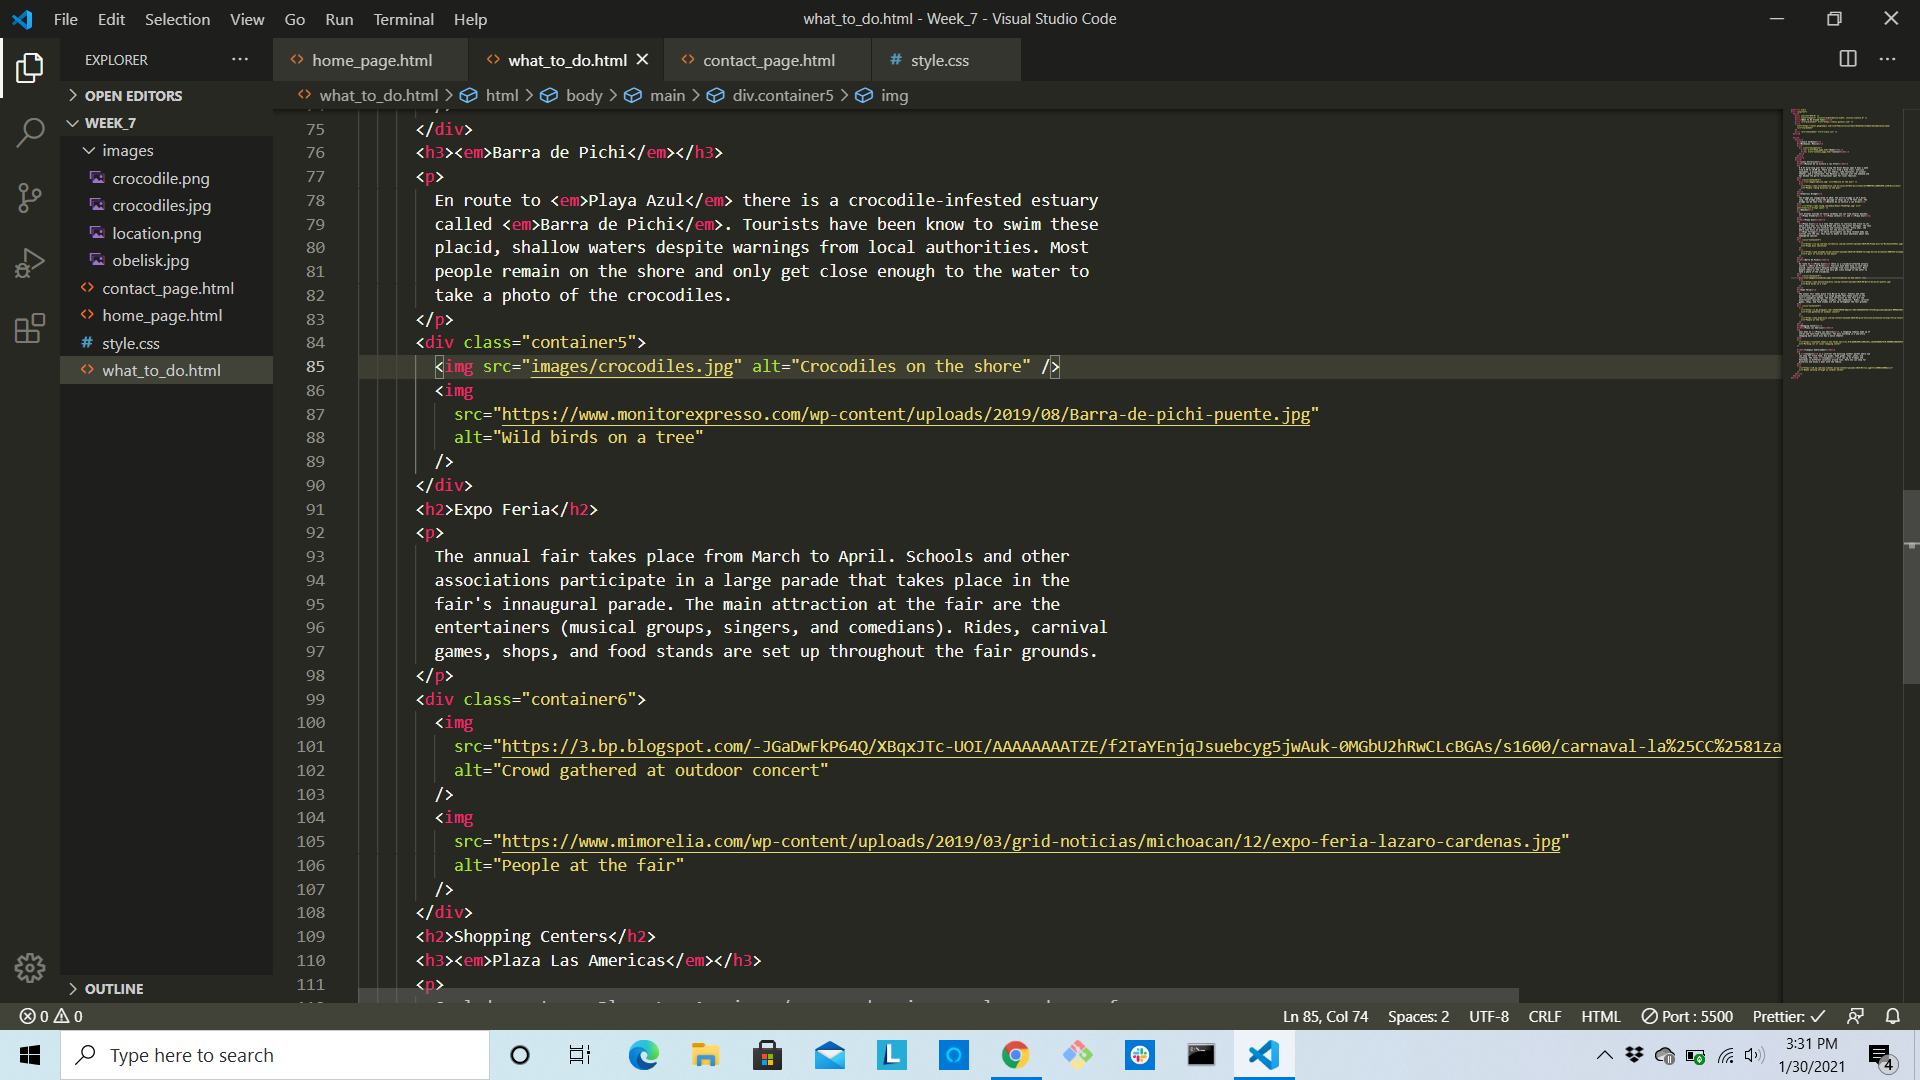 File Edit Selection View Go Run Terminal Help
what_to_do.html - Week_7 - Visual Studio Code
EXPLORER
home_page.html what_to_do.html contact_page.html # style.css
OPEN EDITORS
what_to_do.html > html > body > main > div.container5 > img
WEEK_7
images
crocodile.png
crocodiles.jpg
location.png
obelisk.jpg
contact_page.html
home_page.html
# style.css
what_to_do.html
OUTLINE
75 </div>
76 <h3><em>Barra de Pichi</em></h3>
77 <p>
78 En route to <em>Playa Azul</em> there is a crocodile-infested estuary
79 called <em>Barra de Pichi</em>. Tourists have been know to swim these
80 placid, shallow waters despite warnings from local authorities. Most
81 people remain on the shore and only get close enough to the water to
82 take a photo of the crocodiles.
83 </p>
84 <div class="container5">
85 <img src="images/crocodiles.jpg" alt="Crocodiles on the shore" />
86 <img
87 src="https://www.monitorexpresso.com/wp-content/uploads/2019/08/Barra-de-pichi-puente.jpg"
88 alt="Wild birds on a tree"
89 />
90 </div>
91 <h2>Expo Feria</h2>
92 <p>
93 The annual fair takes place from March to April. Schools and other
94 associations participate in a large parade that takes place in the
95 fair's innaugural parade. The main attraction at the fair are the
96 entertainers (musical groups, singers, and comedians). Rides, carnival
97 games, shops, and food stands are set up throughout the fair grounds.
98 </p>
99 <div class="container6">
100 <img
101 src="https://3.bp.blogspot.com/-JGaDwFkP64Q/XBqxJTc-UOI/AAAAAAAATZE/f2TaYEnjqJsuebcyg5jwAuk-0MGbU2hRwCLcBGAs/s1600/carnaval-la%25CC%2581za
102 alt="Crowd gathered at outdoor concert"
103 />
104 <img
105 src="https://www.mimorelia.com/wp-content/uploads/2019/03/grid-noticias/michoacan/12/expo-feria-lazaro-cardenas.jpg"
106 alt="People at the fair"
107 />
108 </div>
109 <h2>Shopping Centers</h2>
110 <h3><em>Plaza Las Americas</em></h3>
111 <p>
0 0
Ln 85, Col 74 Spaces: 2 UTF-8 CRLF HTML Port : 5500 Prettier: ✓
Type here to search
3:31 PM
1/30/2021
4